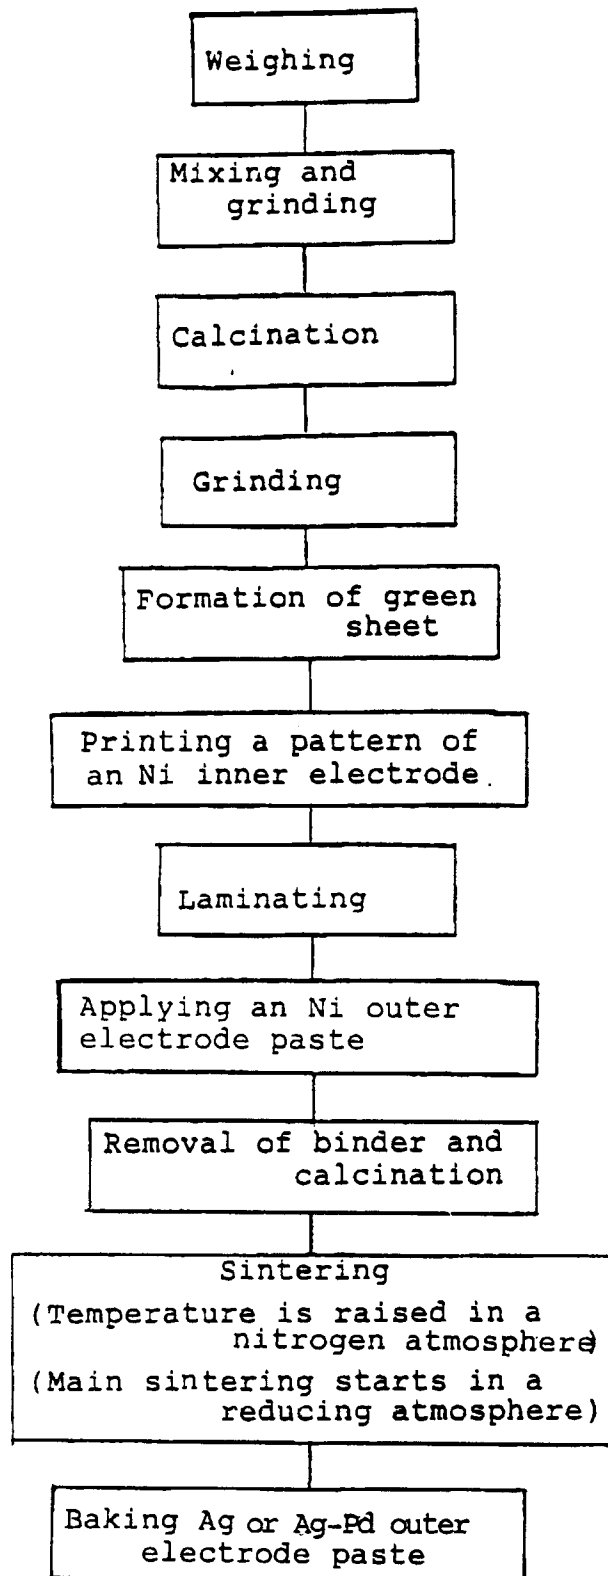 Weighing
Mixing and
grinding
Calcination
Grinding
Formation of green
sheet
Printing a pattern of
an Ni inner electrode.
Laminating
Applying an Ni outer
electrode paste
Removal of binder and
calcination
Sintering
(Temperature is raised in a
nitrogen atmosphere)
(Main sintering starts in a
reducing atmosphere)
Baking Ag or Ag-Pd outer
electrode paste